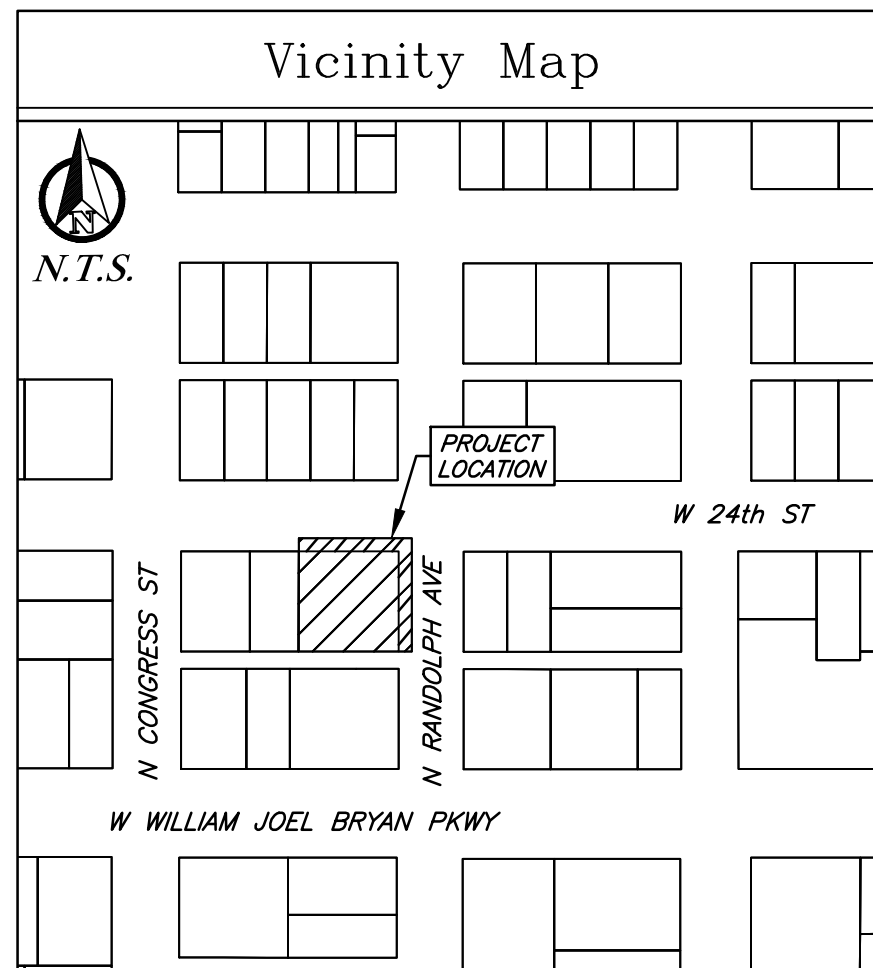 Vicinity Map
N
N.T.S.
PROJECT
LOCATION
W 24th ST
N CONGRESS ST
N RANDOLPH AVE
W WILLIAM JOEL BRYAN PKWY